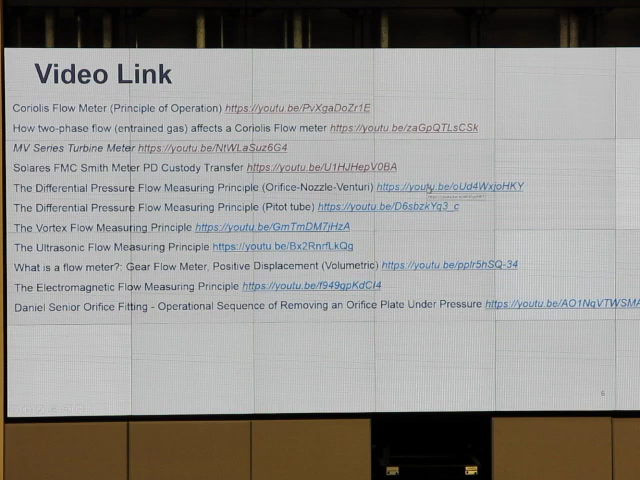 Video Link
Coriolis Flow Meter (Principle of Operation) https://youtu.be/PvXgaDoZr1E
How two-phase flow (entrained gas) affects a Coriolis Flow meter https://youtu.be/zaGpQTLsCSk
MV Series Turbine Meter https://youtu.be/NtWLaSuz6G4
Solares FMC Smith Meter PD Custody Transfer https://youtu.be/U1HJHepV0BA
The Differential Pressure Flow Measuring Principle (Orifice-Nozzle-Venturi) https://youtu.be/oUd4WxjoHKY
The Differential Pressure Flow Measuring Principle (Pitot tube) https://youtu.be/D6sbzkYq3_c
The Vortex Flow Measuring Principle https://youtu.be/GmTmDM7jHzA
The Ultrasonic Flow Measuring Principle https://youtu.be/Bx2RnrfLkQg
What is a flow meter?: Gear Flow Meter, Positive Displacement (Volumetric) https://youtu.be/pplr5hSQ-34
The Electromagnetic Flow Measuring Principle https://youtu.be/f949gpKdCI4
Daniel Senior Orifice Fitting - Operational Sequence of Removing an Orifice Plate Under Pressure https://youtu.be/AO1NqVTWSMA
6